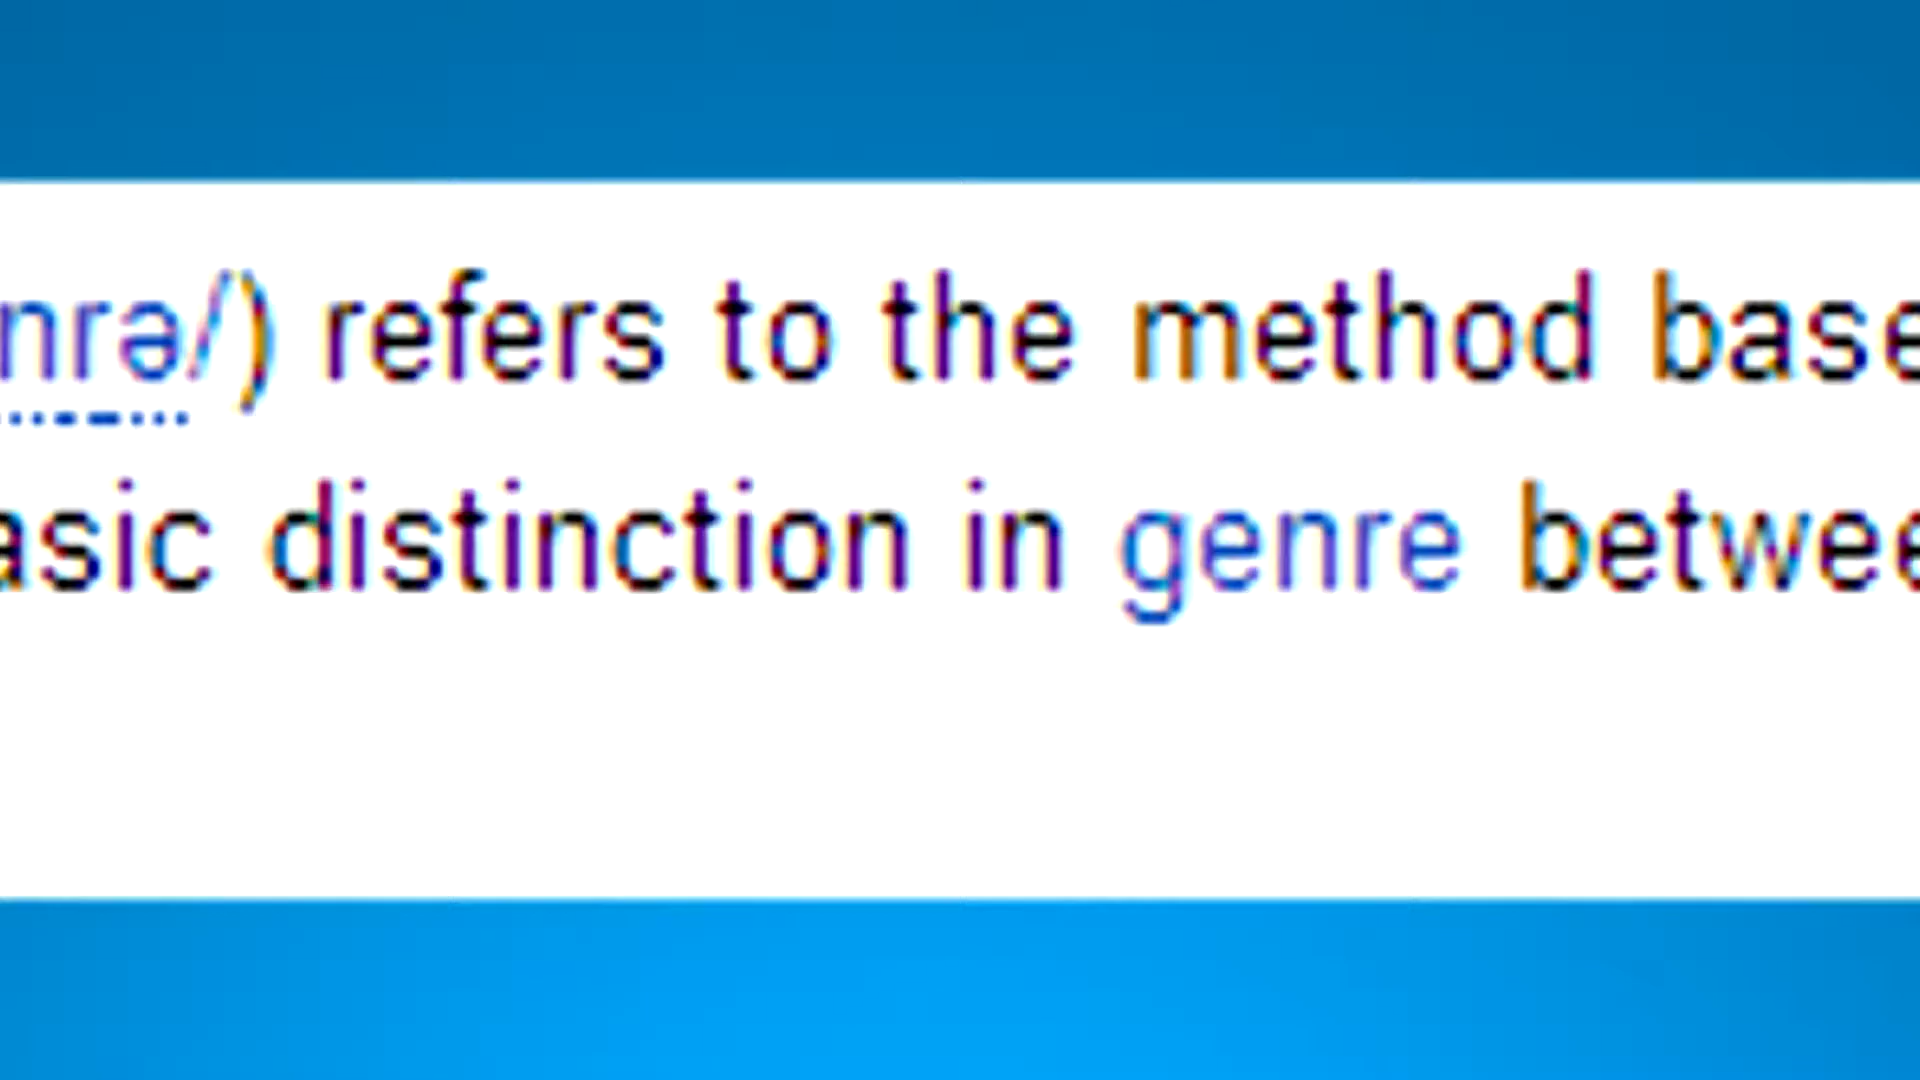 nrə/) refers to the method base
asic distinction in genre betwee